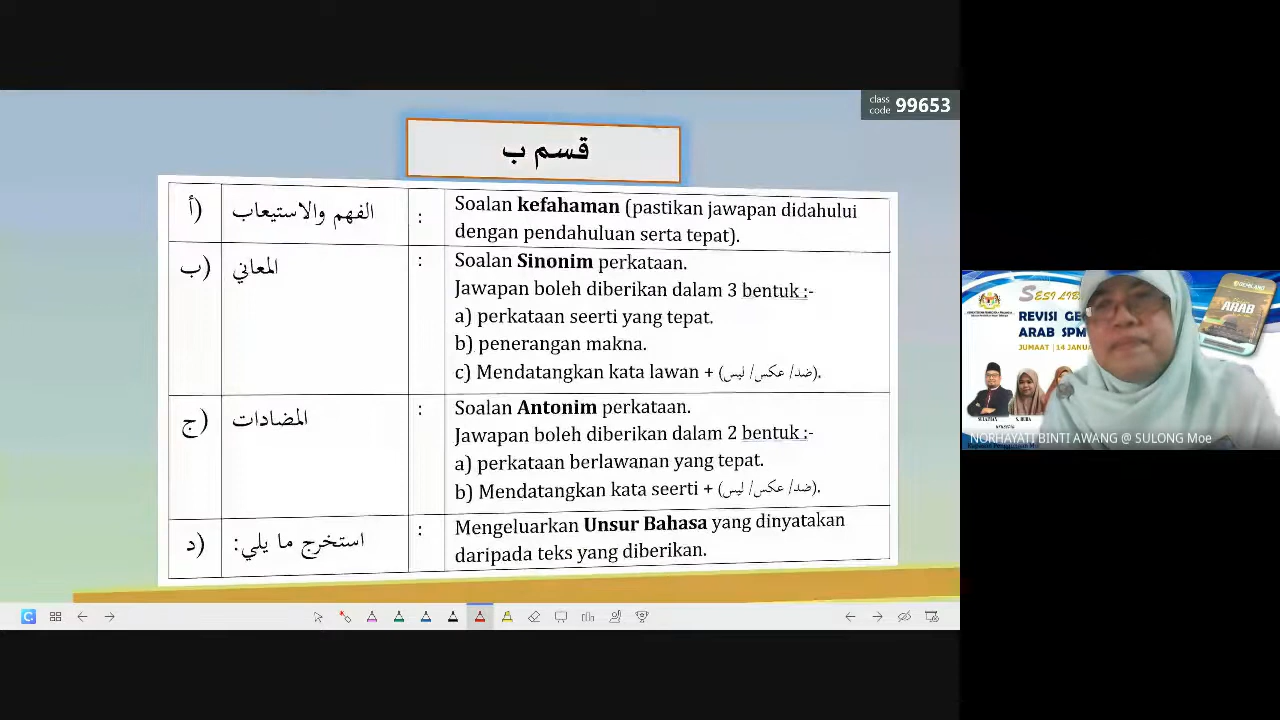 class
code 99653
قسم ب
أ) الفهم والاستيعاب : Soalan kefahaman (pastikan jawapan didahului
dengan pendahuluan serta tepat).
ب) المعاني : Soalan Sinonim perkataan.
Jawapan boleh diberikan dalam 3 bentuk :-
a) perkataan seerti yang tepat.
b) penerangan makna.
c) Mendatangkan kata lawan + (ضد/ عكس/ ليس).
ج) المضادات : Soalan Antonim perkataan.
Jawapan boleh diberikan dalam 2 bentuk :-
a) perkataan berlawanan yang tepat.
b) Mendatangkan kata seerti + (ضد/ عكس/ ليس).
د) استخرج ما يلي: : Mengeluarkan Unsur Bahasa yang dinyatakan
daripada teks yang diberikan.
SESI
REVISI
ARAB SPM
JUMAAT | 14
ARAB
NORHAYATI BINTI AWANG @ SULONG Moe